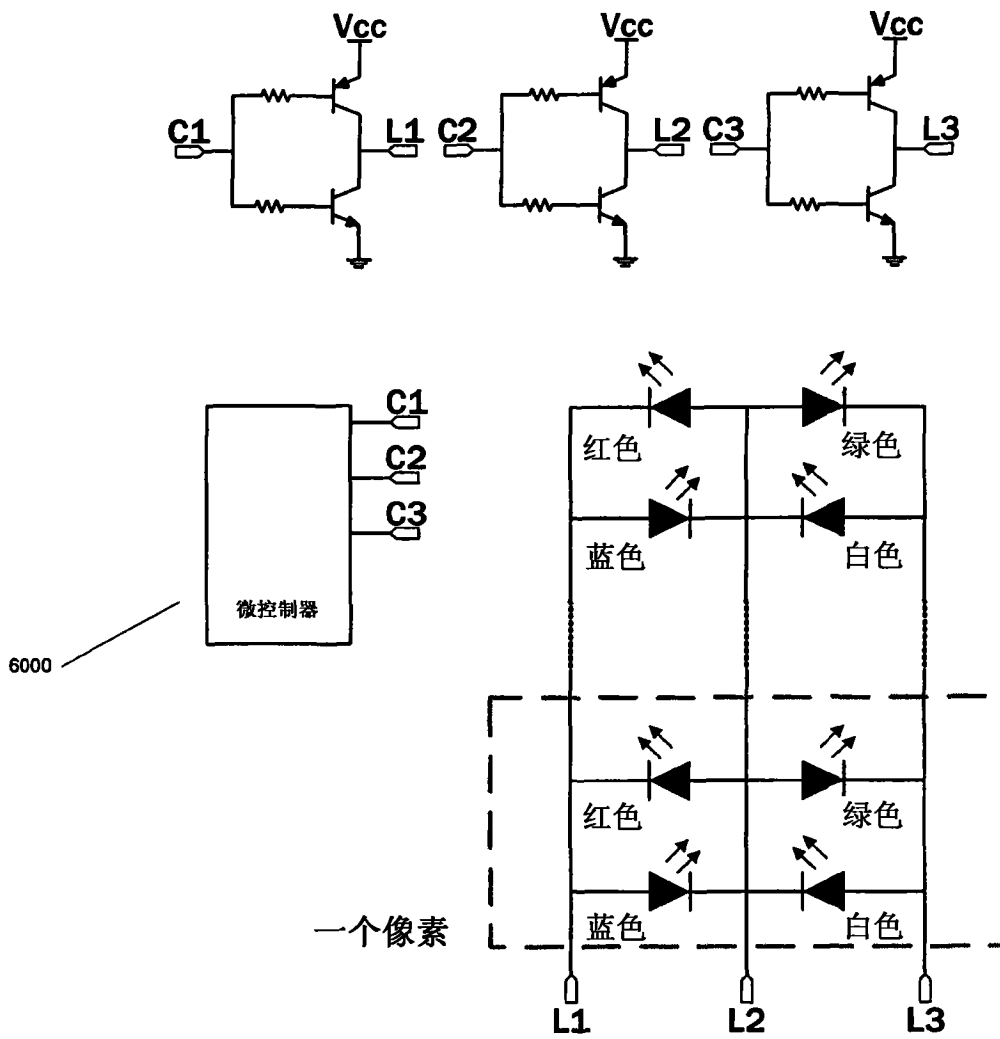 Vcc Vcc Vcc
C1 L1 C2 L2 C3 L3
C1
C2
C3
微控制器
6000
红色 绿色
蓝色 白色
红色 绿色
蓝色 白色
一个像素
L1 L2 L3